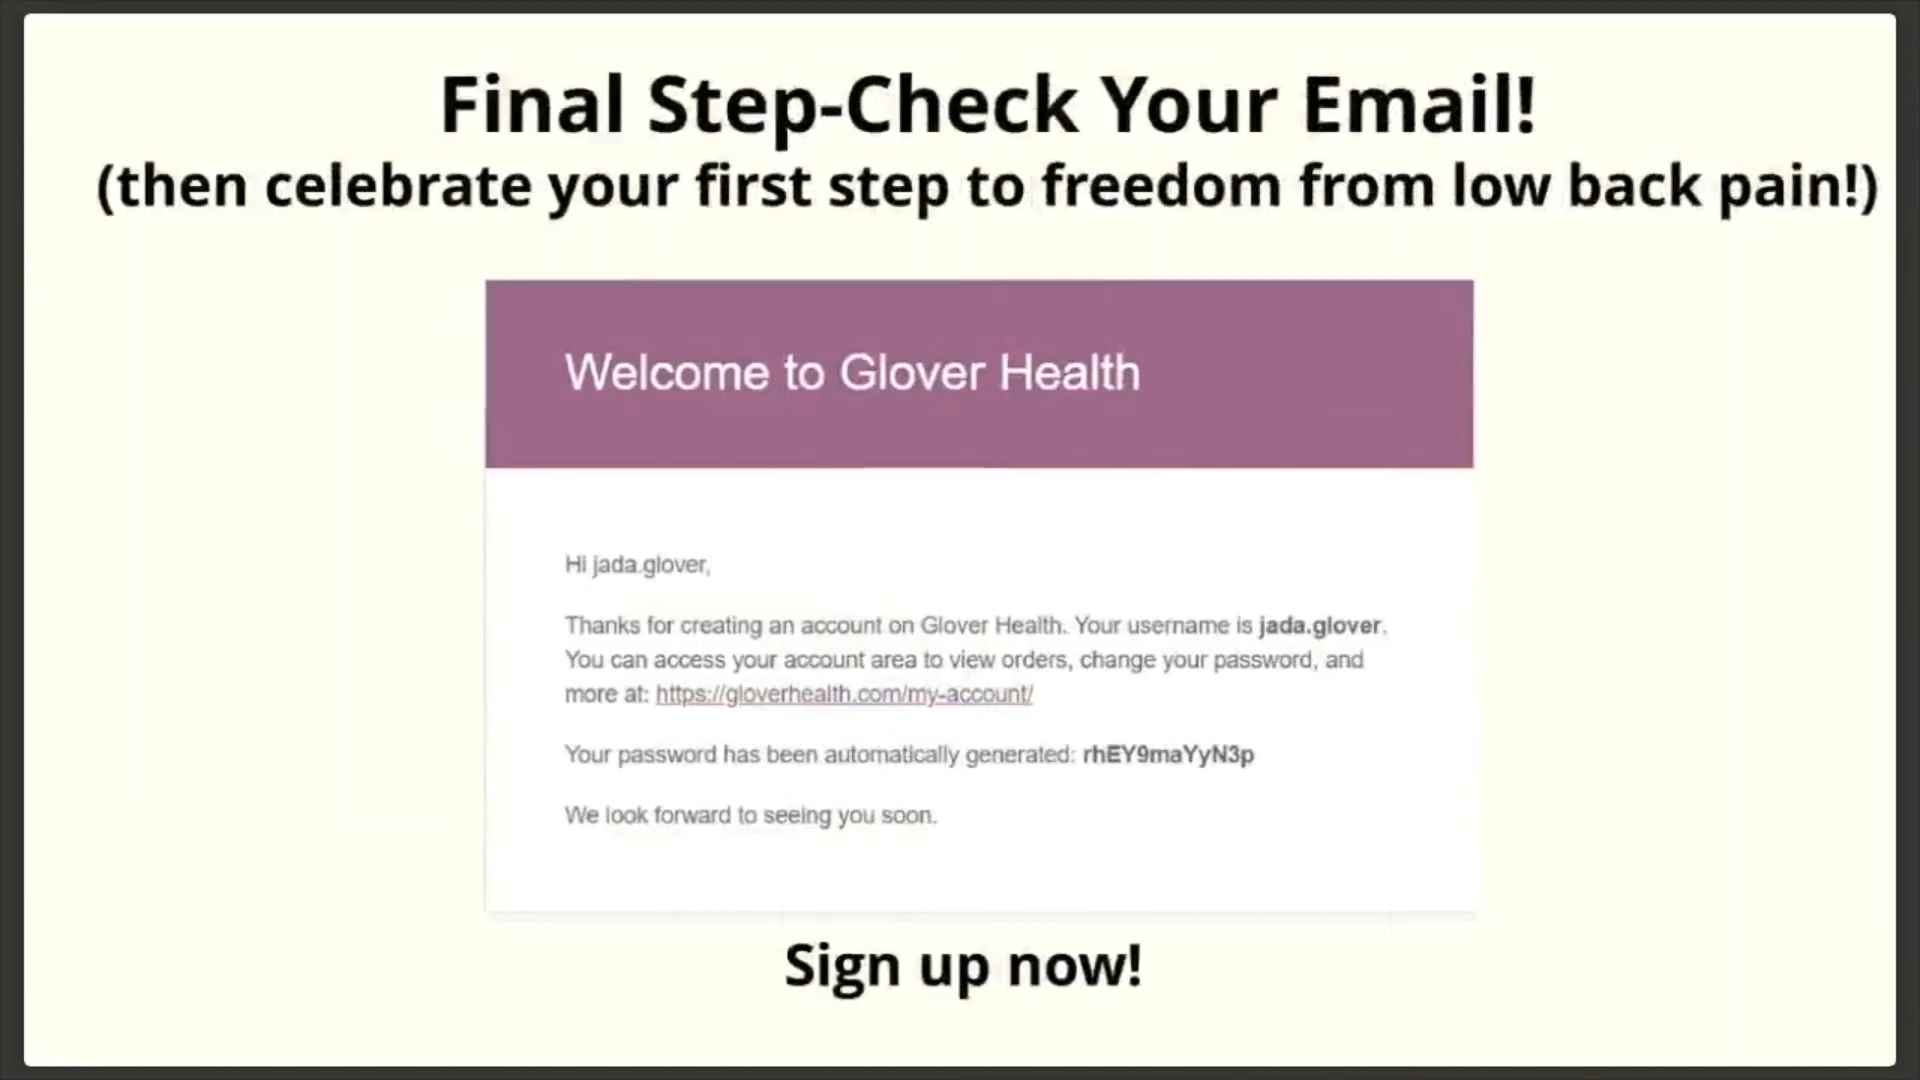 Final Step-Check Your Email!
(then celebrate your first step to freedom from low back pain!)
Welcome to Glover Health
Hi jada.glover,
Thanks for creating an account on Glover Health. Your username is jada.glover.
You can access your account area to view orders, change your password, and
more at: https://gloverhealth.com/my-account/
Your password has been automatically generated: rhEY9maYyN3p
We look forward to seeing you soon.
Sign up now!